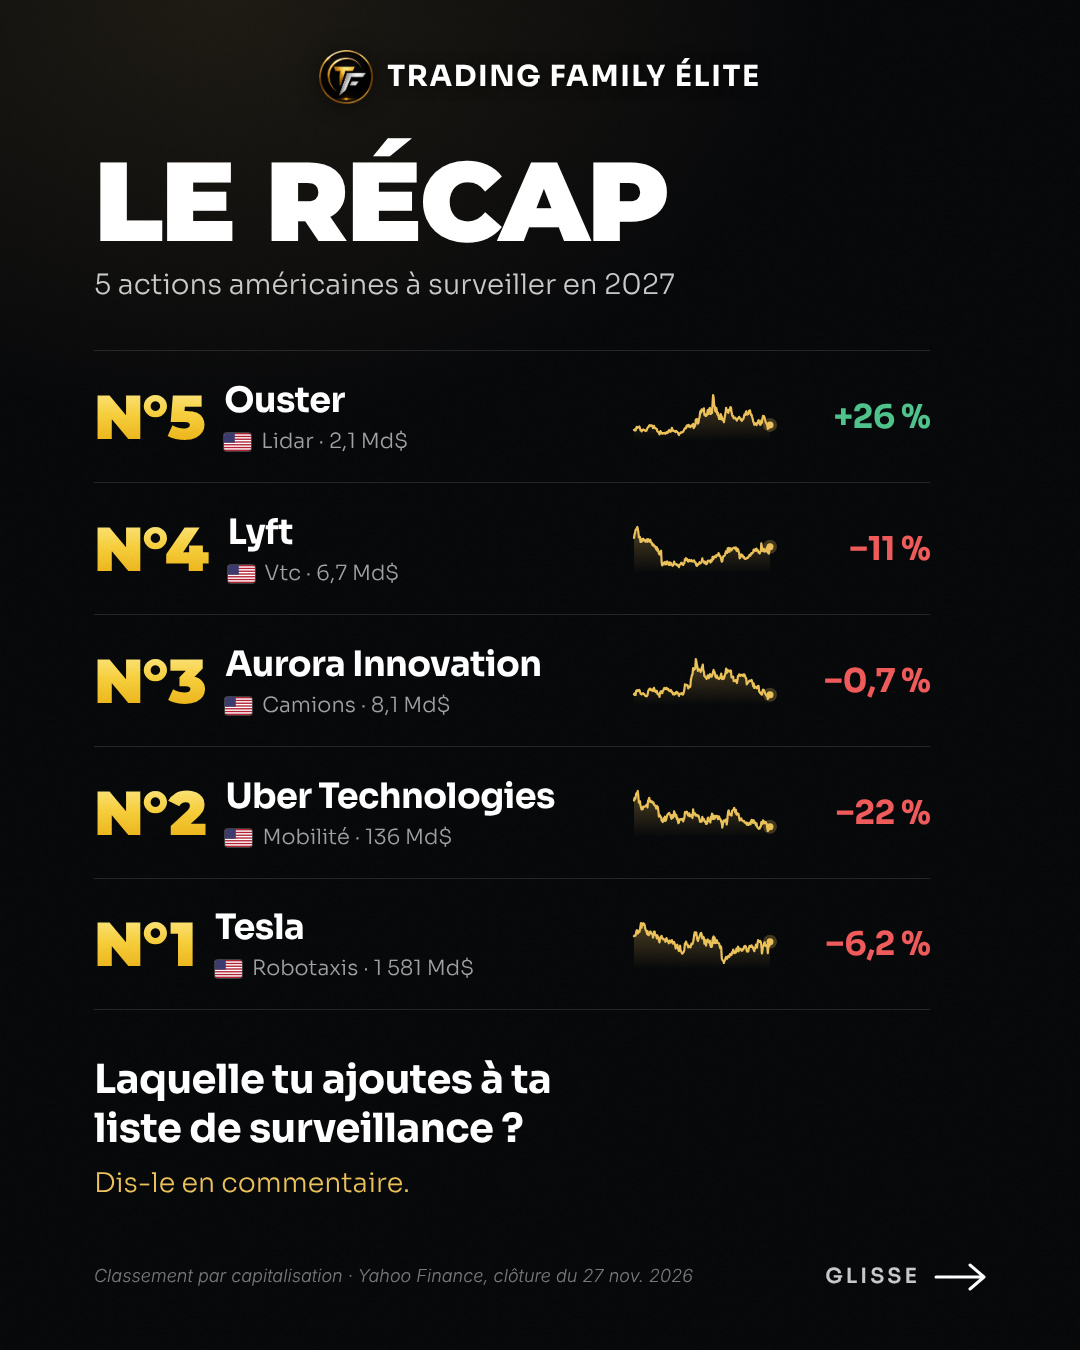 TF TRADING FAMILY ÉLITE
LE RÉCAP
5 actions américaines à surveiller en 2027
N°5 Ouster +26 %
Lidar · 2,1 Md$
N°4 Lyft −11 %
Vtc · 6,7 Md$
N°3 Aurora Innovation −0,7 %
Camions · 8,1 Md$
N°2 Uber Technologies −22 %
Mobilité · 136 Md$
N°1 Tesla −6,2 %
Robotaxis · 1 581 Md$
Laquelle tu ajoutes à ta
liste de surveillance ?
Dis-le en commentaire.
Classement par capitalisation · Yahoo Finance, clôture du 27 nov. 2026
GLISSE